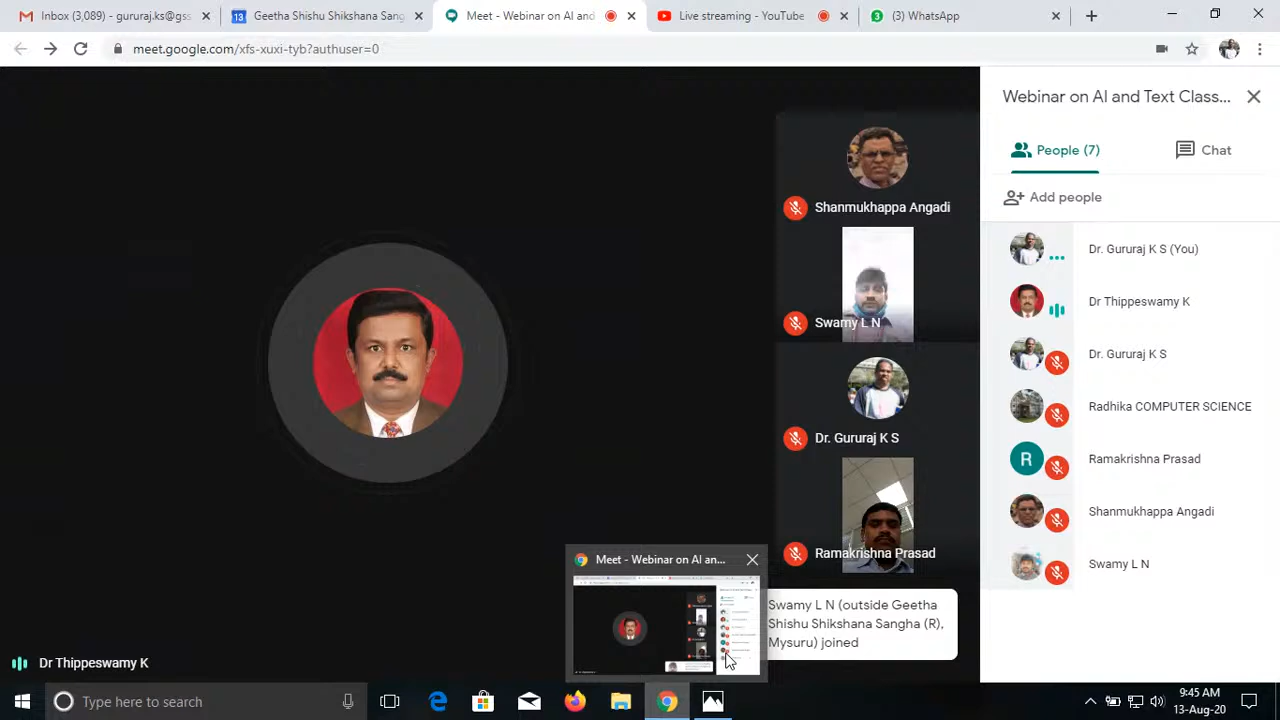 Inbox (3,089) - gururaj.ks@
13 Geetha Shishu Shikshana Sang
Meet - Webinar on AI and
Live streaming - YouTube
3 (3) WhatsApp
meet.google.com/xfs-xuxi-tyb?authuser=0
Webinar on AI and Text Class...
People (7)
Chat
Add people
Shanmukhappa Angadi
Swamy L N
Dr. Gururaj K S
Ramakrishna Prasad
Dr. Gururaj K S (You)
Dr Thippeswamy K
Dr. Gururaj K S
Radhika COMPUTER SCIENCE
R
Ramakrishna Prasad
Shanmukhappa Angadi
Swamy L N
Meet - Webinar on AI an...
Swamy L N (outside Geetha
Shishu Shikshana Sangha (R),
Mysuru) joined
Thippeswamy K
Type here to search
:45 AM
13-Aug-20